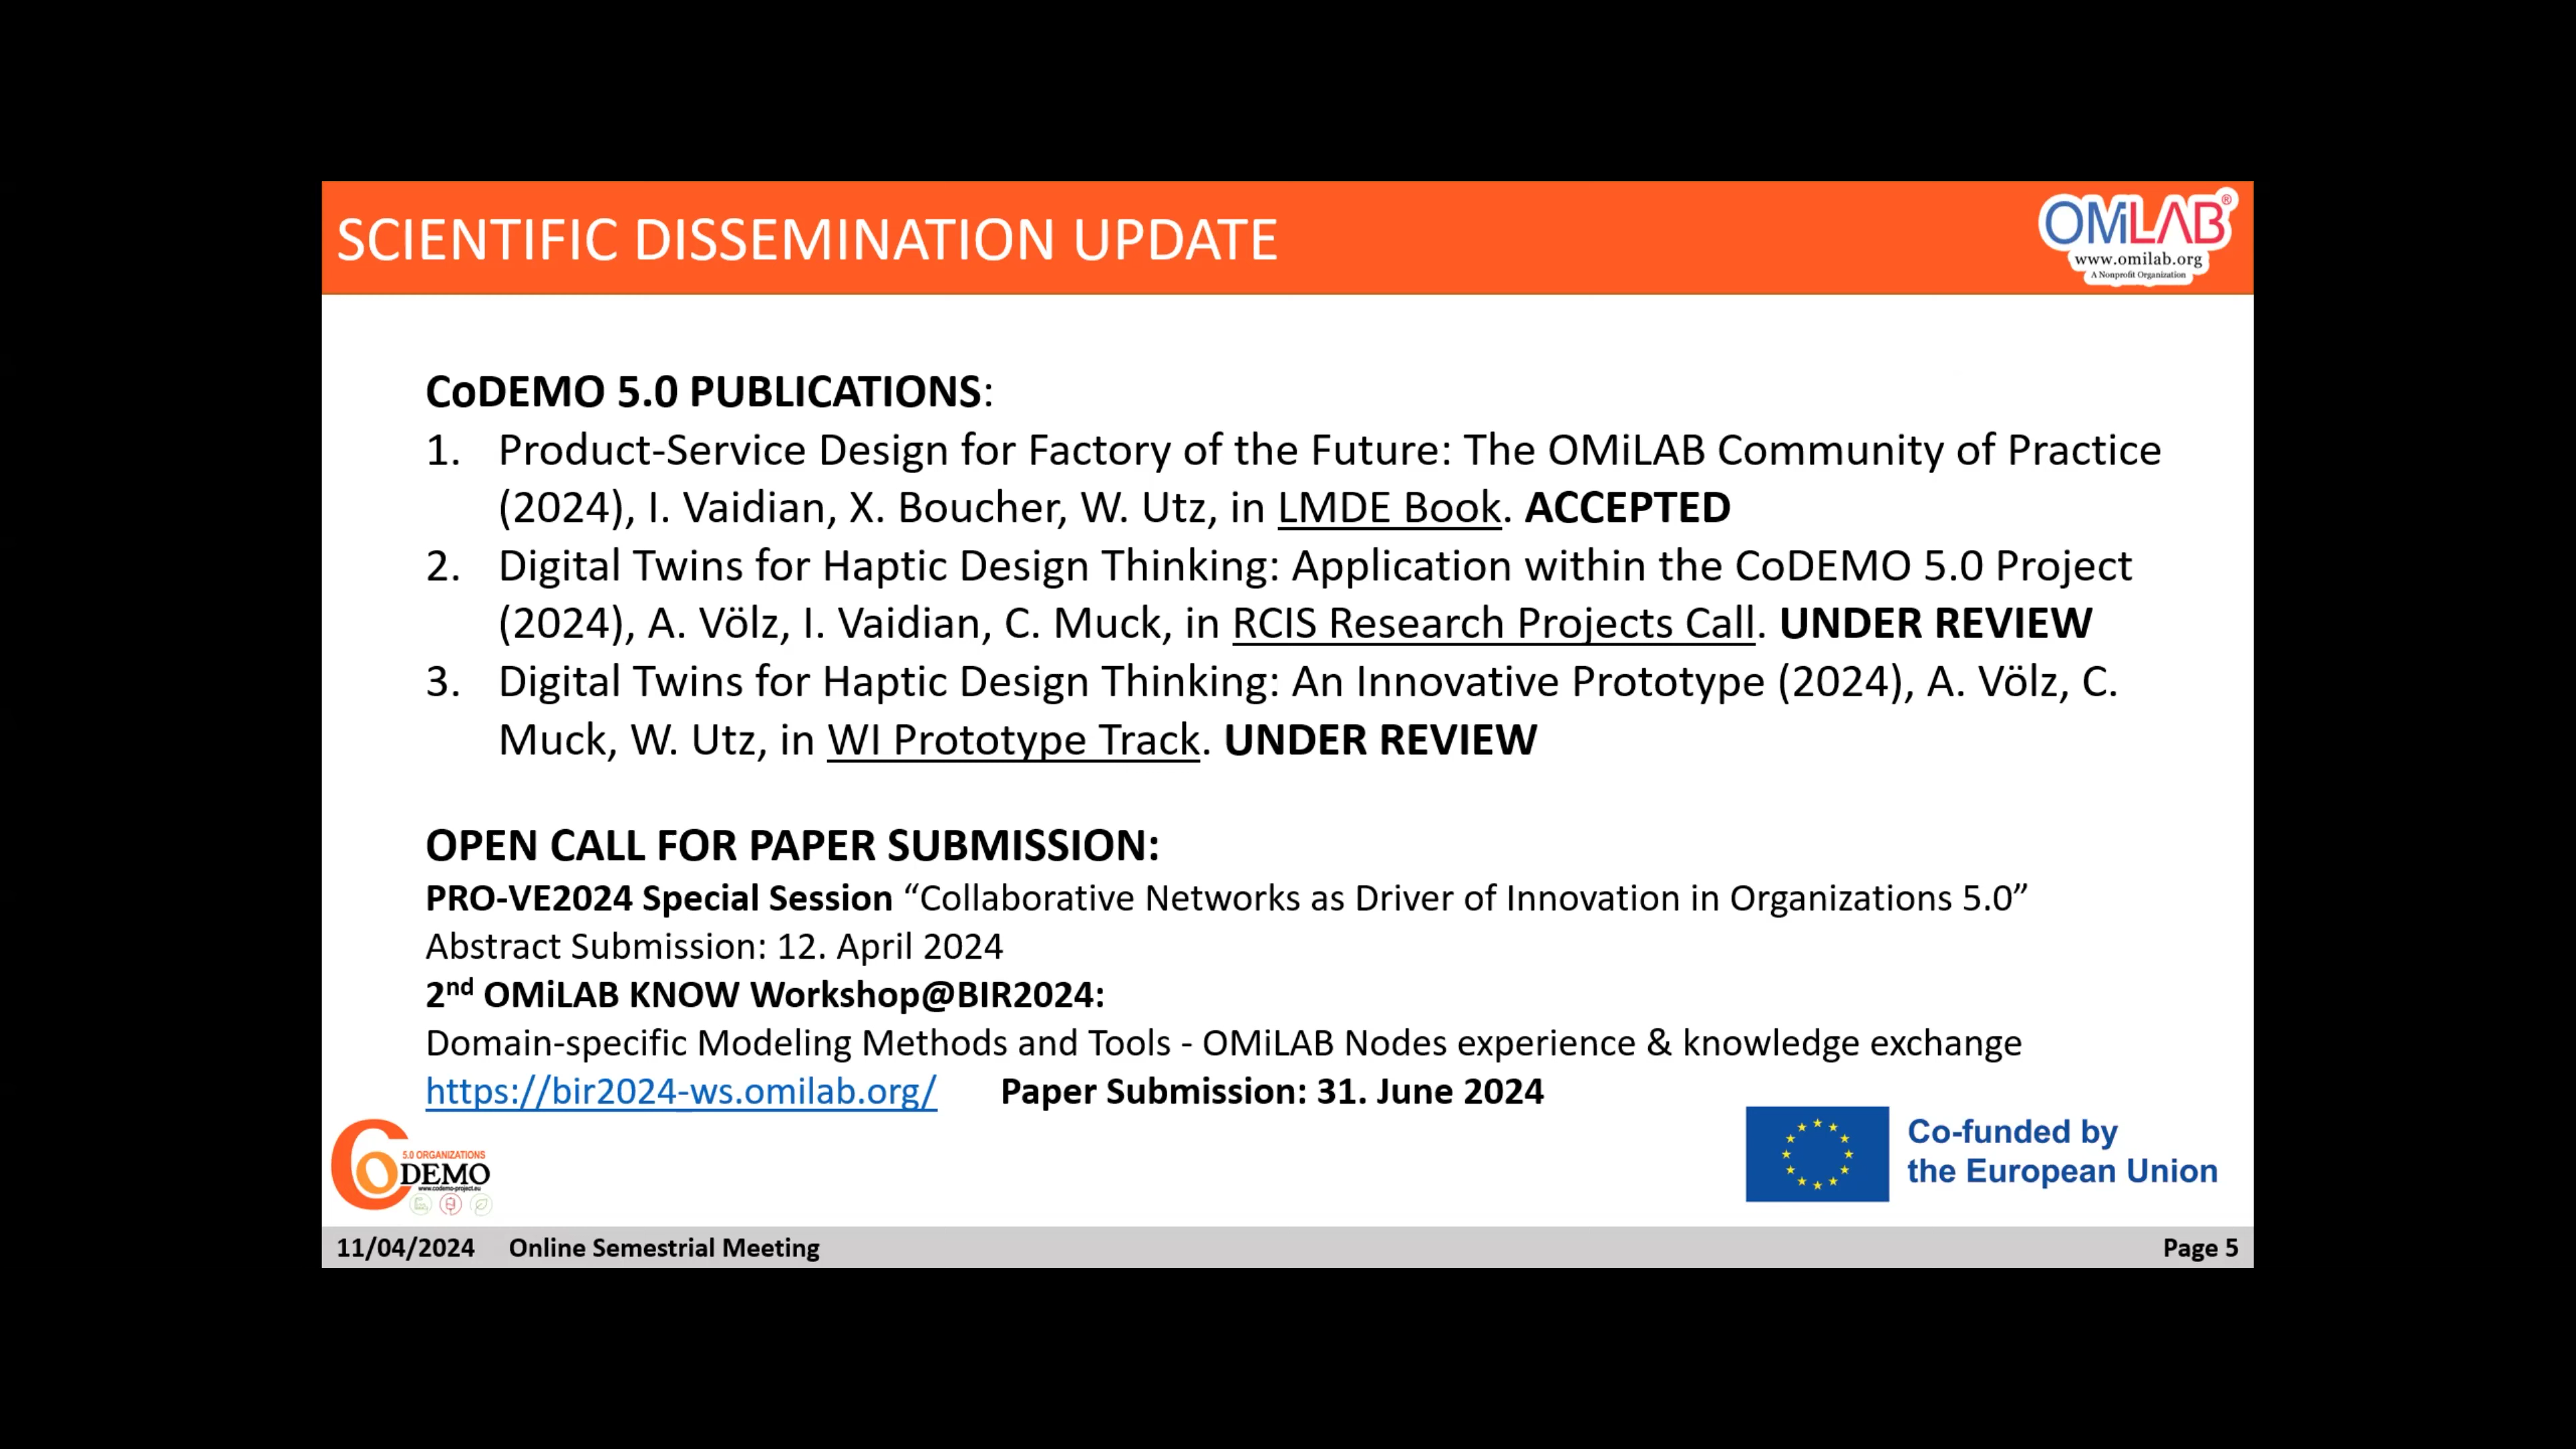 SCIENTIFIC DISSEMINATION UPDATE
OMiLAB®
www.omilab.org
A Nonprofit Organization
CoDEMO 5.0 PUBLICATIONS:
1. Product-Service Design for Factory of the Future: The OMiLAB Community of Practice
(2024), I. Vaidian, X. Boucher, W. Utz, in LMDE Book. ACCEPTED
2. Digital Twins for Haptic Design Thinking: Application within the CoDEMO 5.0 Project
(2024), A. Völz, I. Vaidian, C. Muck, in RCIS Research Projects Call. UNDER REVIEW
3. Digital Twins for Haptic Design Thinking: An Innovative Prototype (2024), A. Völz, C.
Muck, W. Utz, in WI Prototype Track. UNDER REVIEW
OPEN CALL FOR PAPER SUBMISSION:
PRO-VE2024 Special Session “Collaborative Networks as Driver of Innovation in Organizations 5.0”
Abstract Submission: 12. April 2024
2nd OMiLAB KNOW Workshop@BIR2024:
Domain-specific Modeling Methods and Tools - OMiLAB Nodes experience & knowledge exchange
https://bir2024-ws.omilab.org/ Paper Submission: 31. June 2024
5.0 ORGANIZATIONS
CoDEMO
www.codemo-project.eu
Co-funded by
the European Union
11/04/2024 Online Semestrial Meeting Page 5